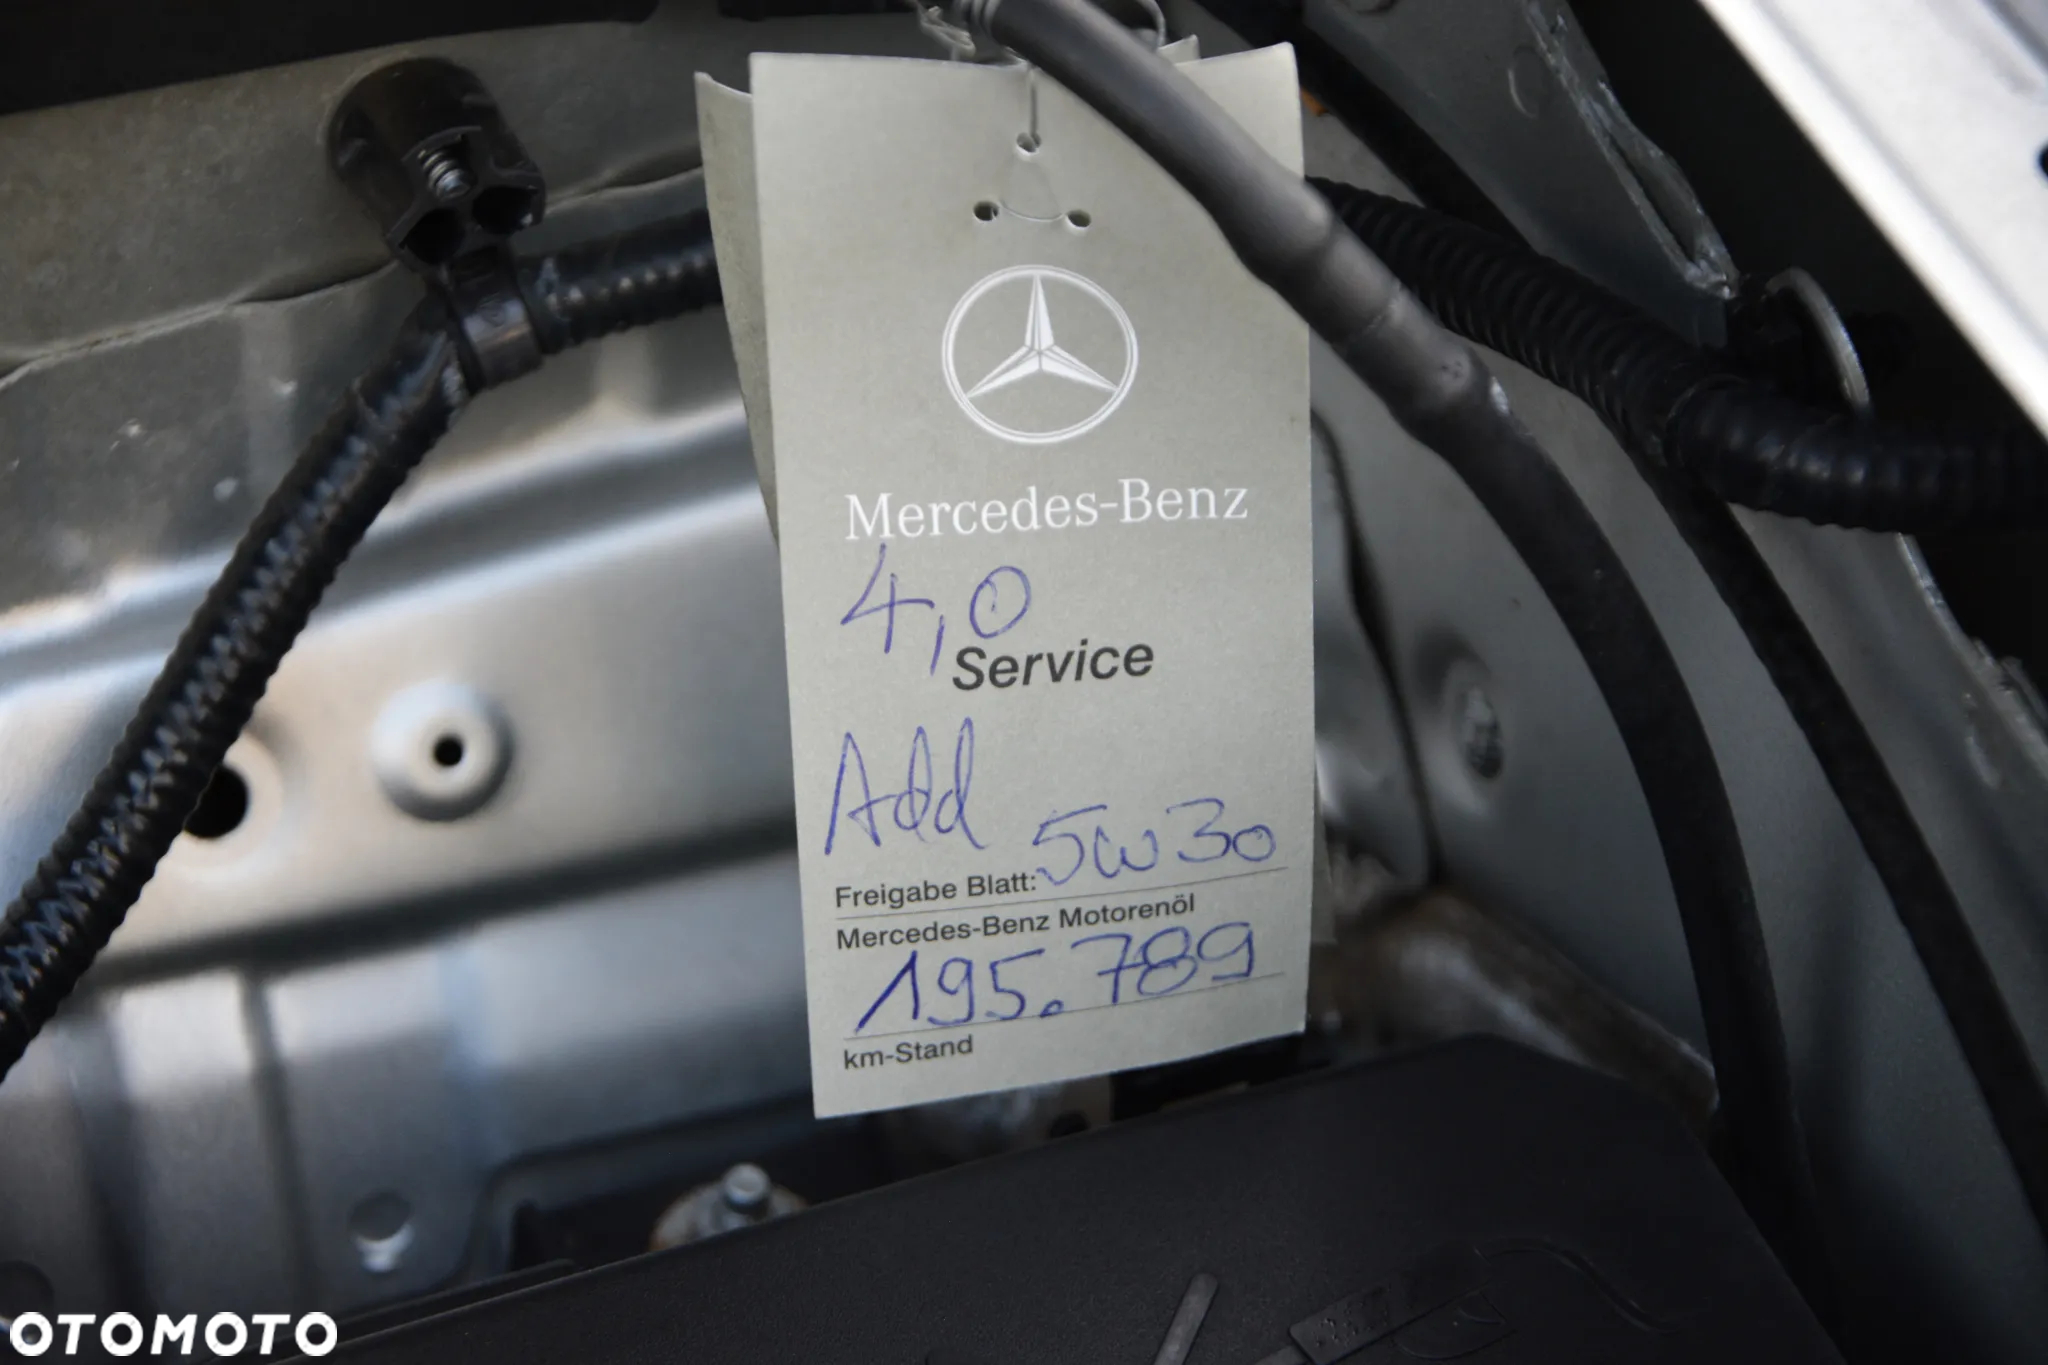 Mercedes-Benz
4,0
Service
Add
5W30
Freigabe Blatt:
Mercedes-Benz Motorenöl
195.789
km-Stand
OTOMOTO